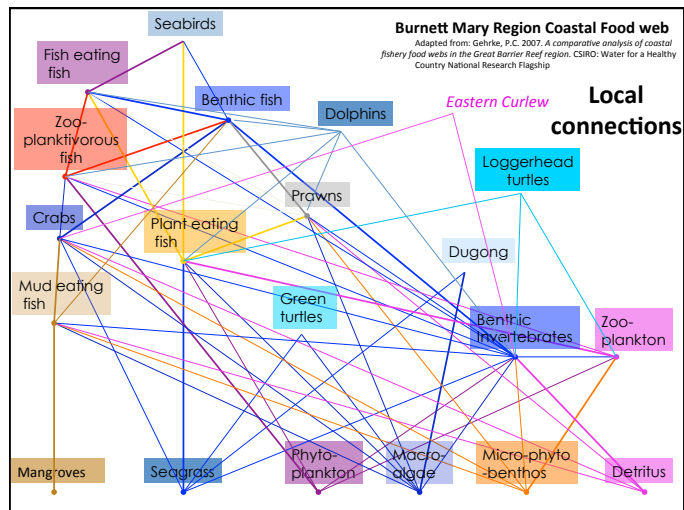 Burnett Mary Region Coastal Food web
Adapted from: Gehrke, P.C. 2007. A comparative analysis of coastal
fishery food webs in the Great Barrier Reef region. CSIRO: Water for a Healthy
Country National Research Flagship
Local
connections
Seabirds
Fish eating
fish
Benthic fish
Dolphins
Eastern Curlew
Zoo-
planktivorous
fish
Loggerhead
turtles
Prawns
Crabs
Plant eating
fish
Dugong
Mud eating
fish
Green
turtles
Benthic
Invertebrates
Zoo-
plankton
Mangroves
Seagrass
Phyto-
plankton
Macro-
algae
Micro-phyto
benthos
Detritus